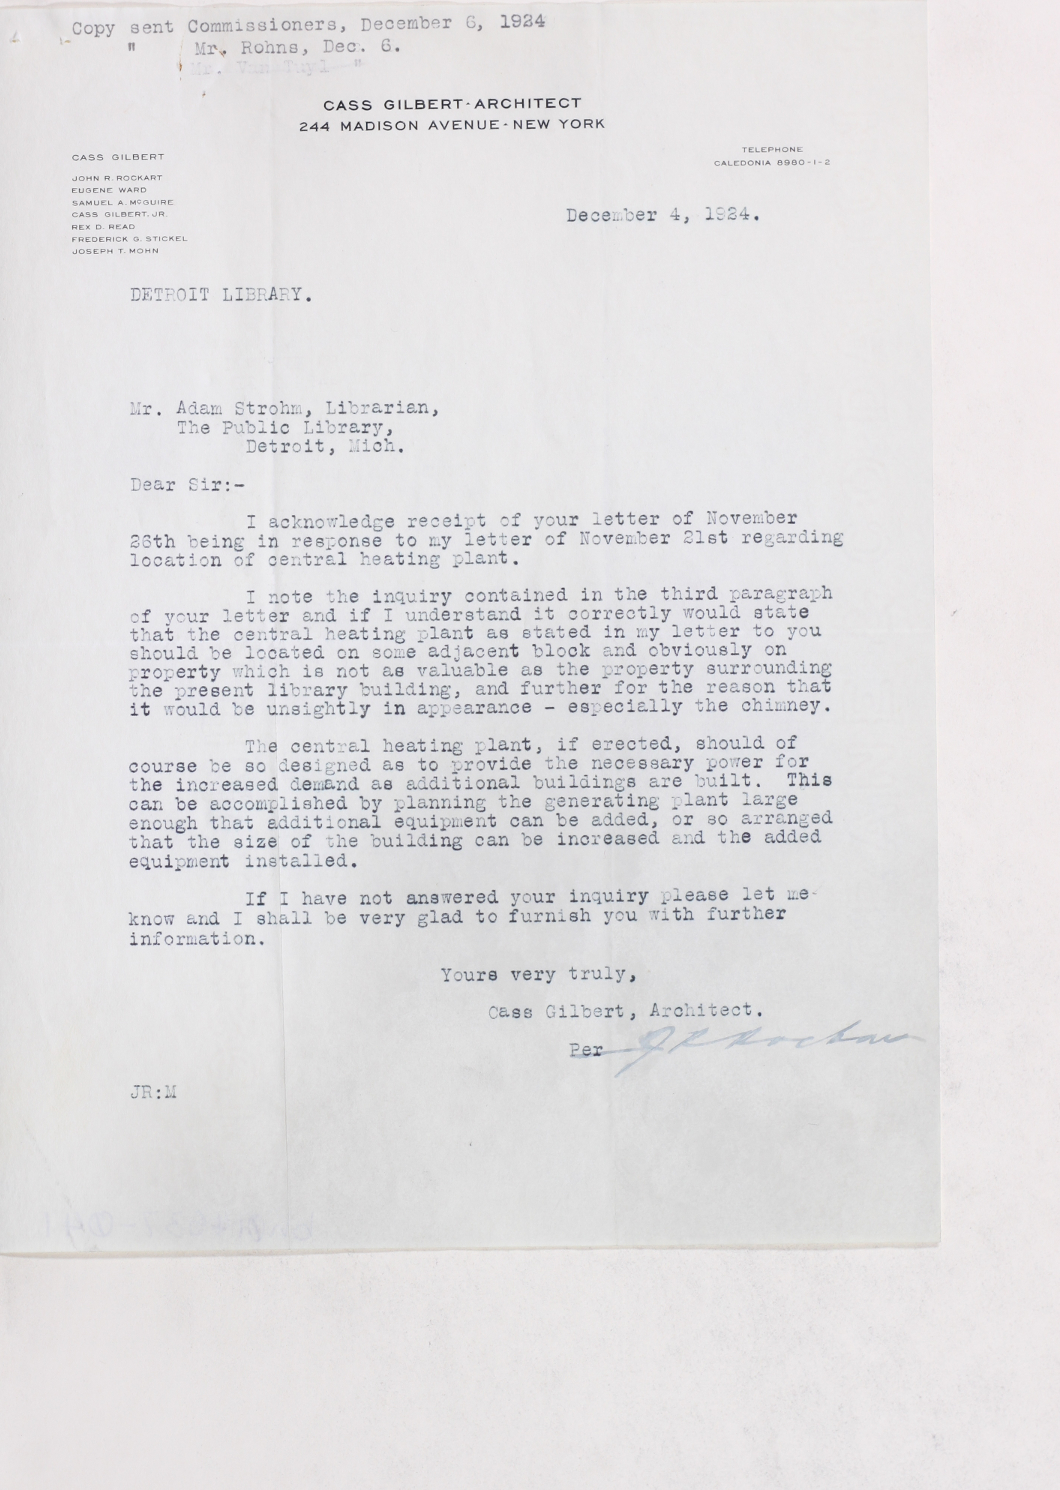 Copy sent Commissioners, December 6, 1924
" Mr. Rohns, Dec. 6.
Mr. Van Tuyl "
CASS GILBERT-ARCHITECT
244 MADISON AVENUE-NEW YORK
TELEPHONE
CALEDONIA 8980-1-2
CASS GILBERT
JOHN R. ROCKART
EUGENE WARD
SAMUEL A. McGUIRE
CASS GILBERT, JR.
REX D. READ
FREDERICK G. STICKEL
JOSEPH T. MOHN
December 4, 1924.
DETROIT LIBRARY.
Mr. Adam Strohm, Librarian,
The Public Library,
Detroit, Mich.
Dear Sir:-
I acknowledge receipt of your letter of November
26th being in response to my letter of November 21st regarding
location of central heating plant.
I note the inquiry contained in the third paragraph
of your letter and if I understand it correctly would state
that the central heating plant as stated in my letter to you
should be located on some adjacent block and obviously on
property which is not as valuable as the property surrounding
the present library building, and further for the reason that
it would be unsightly in appearance - especially the chimney.
The central heating plant, if erected, should of
course be so designed as to provide the necessary power for
the increased demand as additional buildings are built. This
can be accomplished by planning the generating plant large
enough that additional equipment can be added, or so arranged
that the size of the building can be increased and the added
equipment installed.
If I have not answered your inquiry please let me-
know and I shall be very glad to furnish you with further
information.
Yours very truly,
Cass Gilbert, Architect.
Per J R Rockart
JR:M